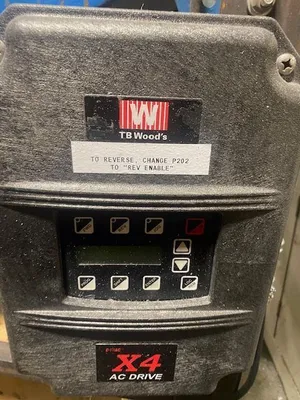 W
TB Wood's
TO REVERSE, CHANGE P202
TO "REV ENABLE"
X4
AC DRIVE